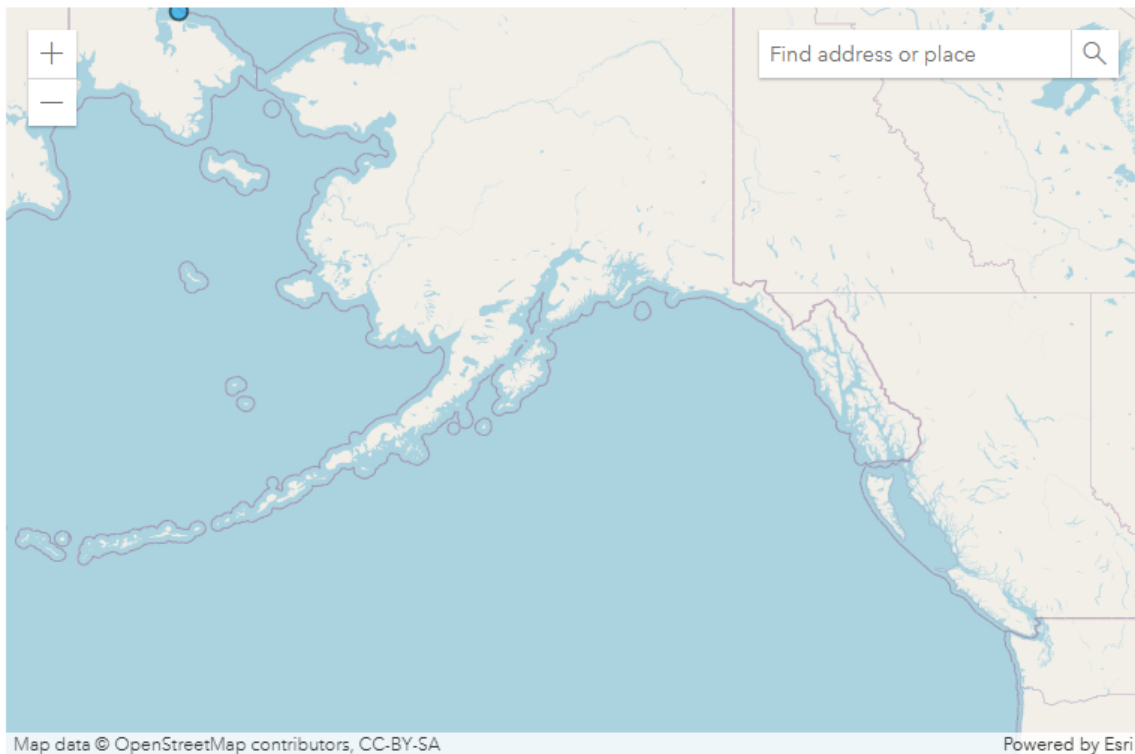 Find address or place
Map data © OpenStreetMap contributors, CC-BY-SA
Powered by Esri